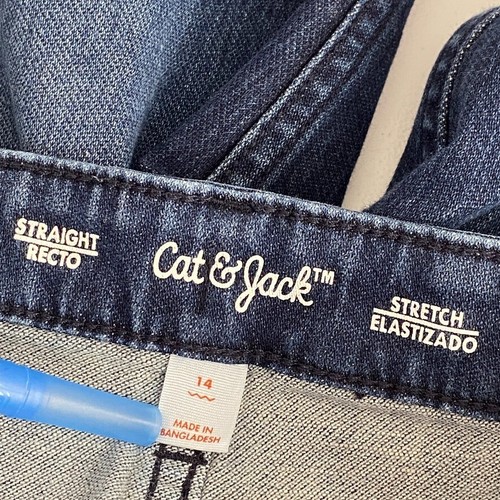 STRAIGHT
RECTO
Cat & Jack™
STRETCH
ELASTIZADO
14
MADE IN
BANGLADESH